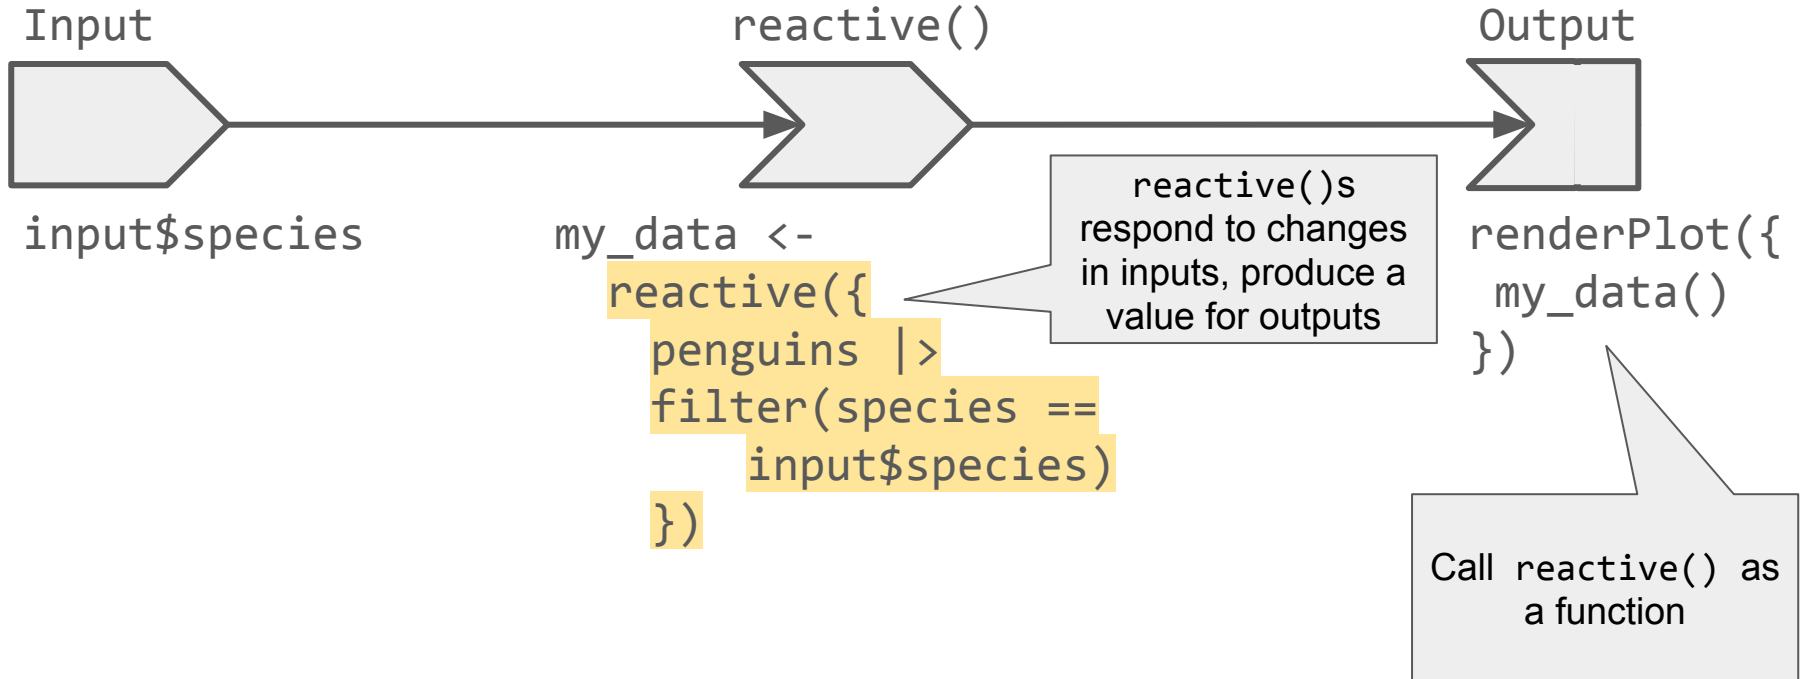 Input
reactive()
Output
input$species
my_data <-
reactive({
penguins |>
filter(species ==
input$species)
})
reactive()s
respond to changes
in inputs, produce a
value for outputs
renderPlot({
my_data()
})
Call reactive() as
a function